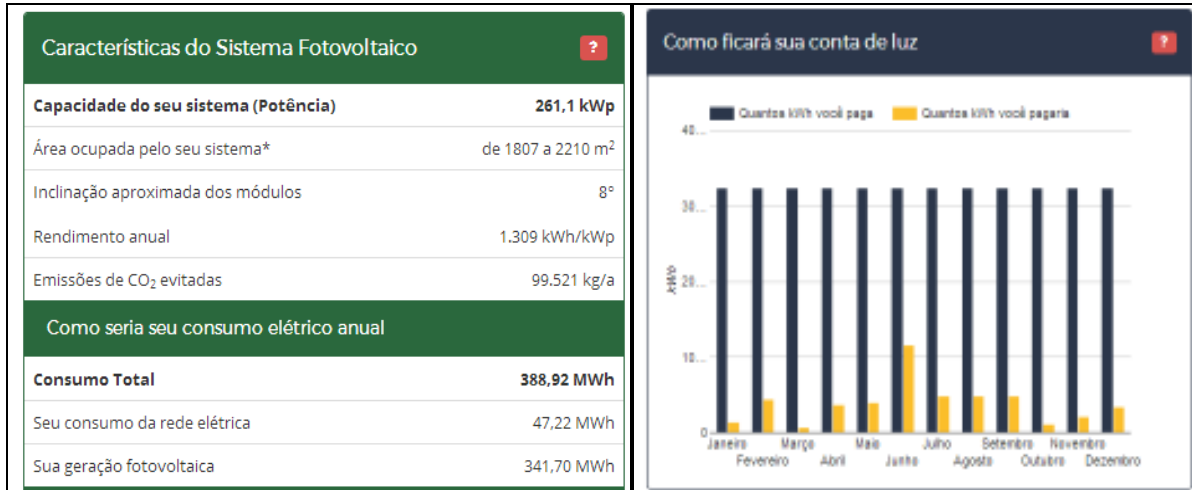 Características do Sistema Fotovoltaico ?
Capacidade do seu sistema (Potência) 261,1 kWp
Área ocupada pelo seu sistema* de 1807 a 2210 m²
Inclinação aproximada dos módulos 8°
Rendimento anual 1.309 kWh/kWp
Emissões de CO₂ evitadas 99.521 kg/a
Como seria seu consumo elétrico anual
Consumo Total 388,92 MWh
Seu consumo da rede elétrica 47,22 MWh
Sua geração fotovoltaica 341,70 MWh
Como ficará sua conta de luz ?
Quantos kWh você paga Quantos kWh você pagaria
40...
30...
kWh
20...
10...
0
Janeiro Março Maio Julho Setembro Novembro
Fevereiro Abril Junho Agosto Outubro Dezembro